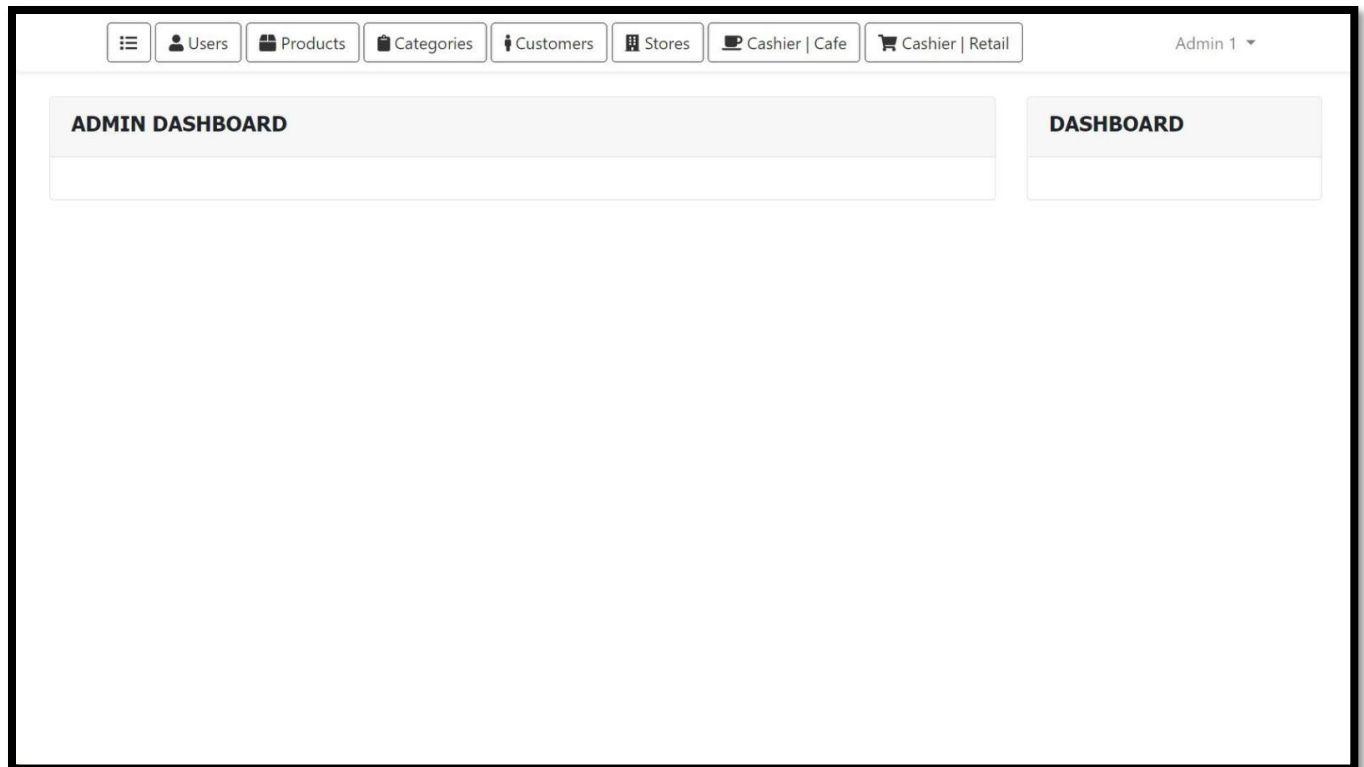 Users Products Categories Customers Stores Cashier | Cafe Cashier | Retail Admin 1
ADMIN DASHBOARD DASHBOARD